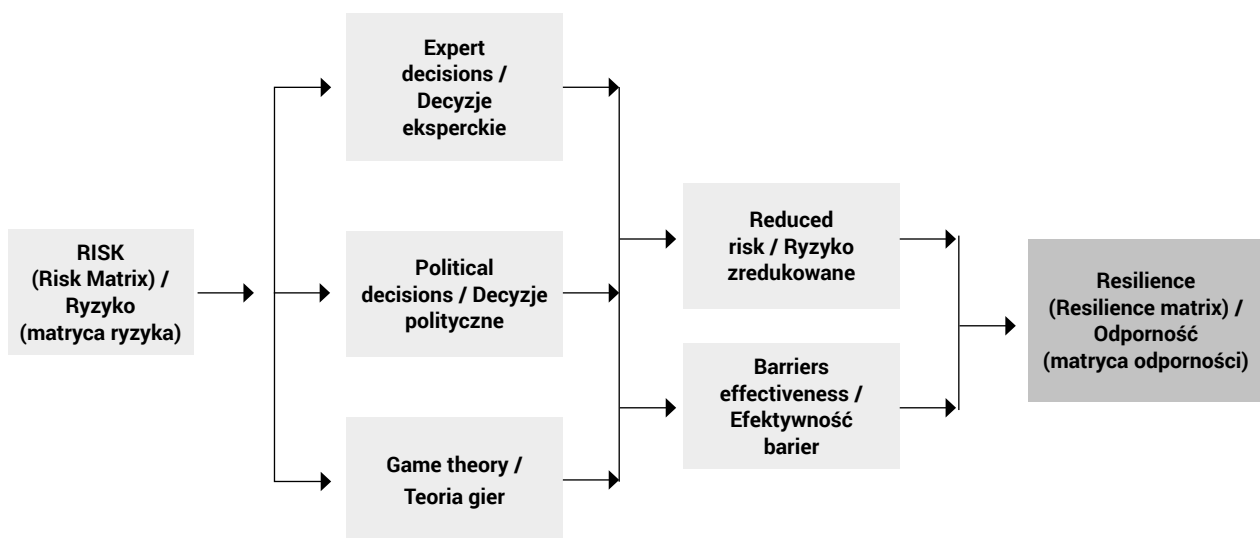 RISK
(Risk Matrix) /
Ryzyko
(matryca ryzyka)
Expert
decisions /
Decyzje
eksperckie
Political
decisions / Decyzje
polityczne
Game theory /
Teoria gier
Reduced
risk / Ryzyko
zredukowane
Barriers
effectiveness /
Efektywność
barier
Resilience
(Resilience matrix) /
Odporność
(matryca odporności)